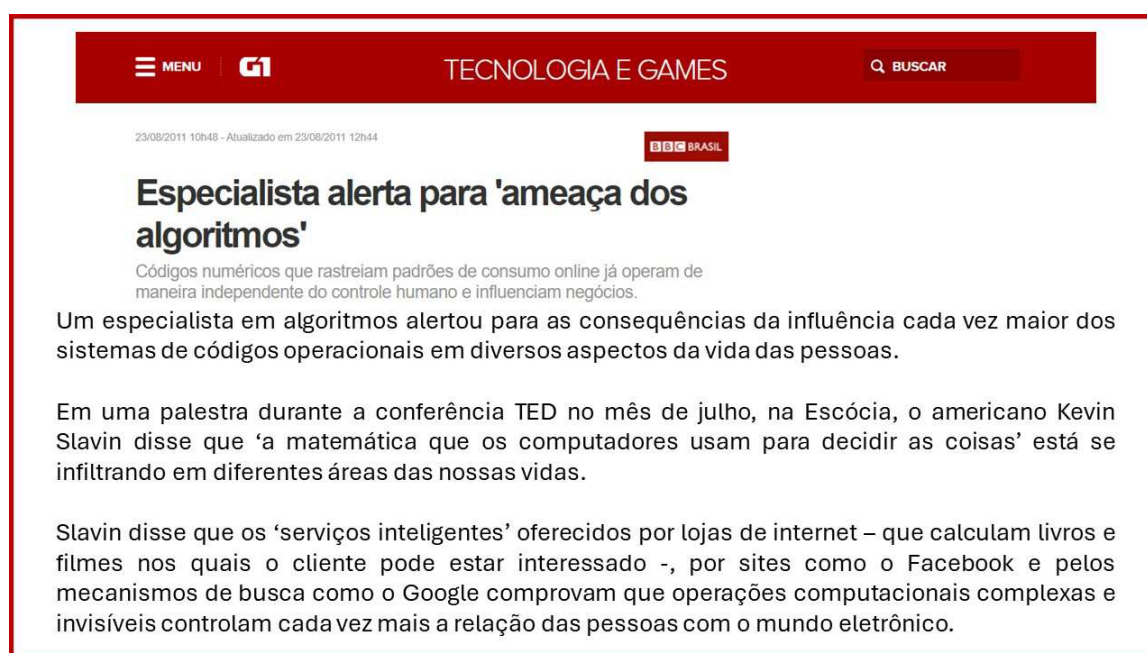 MENU G1 TECNOLOGIA E GAMES BUSCAR
23/08/2011 10h48 - Atualizado em 23/08/2011 12h44
BBC BRASIL
Especialista alerta para 'ameaça dos
algoritmos'
Códigos numéricos que rastreiam padrões de consumo online já operam de
maneira independente do controle humano e influenciam negócios.
Um especialista em algoritmos alertou para as consequências da influência cada vez maior dos
sistemas de códigos operacionais em diversos aspectos da vida das pessoas.
Em uma palestra durante a conferência TED no mês de julho, na Escócia, o americano Kevin
Slavin disse que ‘a matemática que os computadores usam para decidir as coisas’ está se
infiltrando em diferentes áreas das nossas vidas.
Slavin disse que os ‘serviços inteligentes’ oferecidos por lojas de internet – que calculam livros e
filmes nos quais o cliente pode estar interessado -, por sites como o Facebook e pelos
mecanismos de busca como o Google comprovam que operações computacionais complexas e
invisíveis controlam cada vez mais a relação das pessoas com o mundo eletrônico.